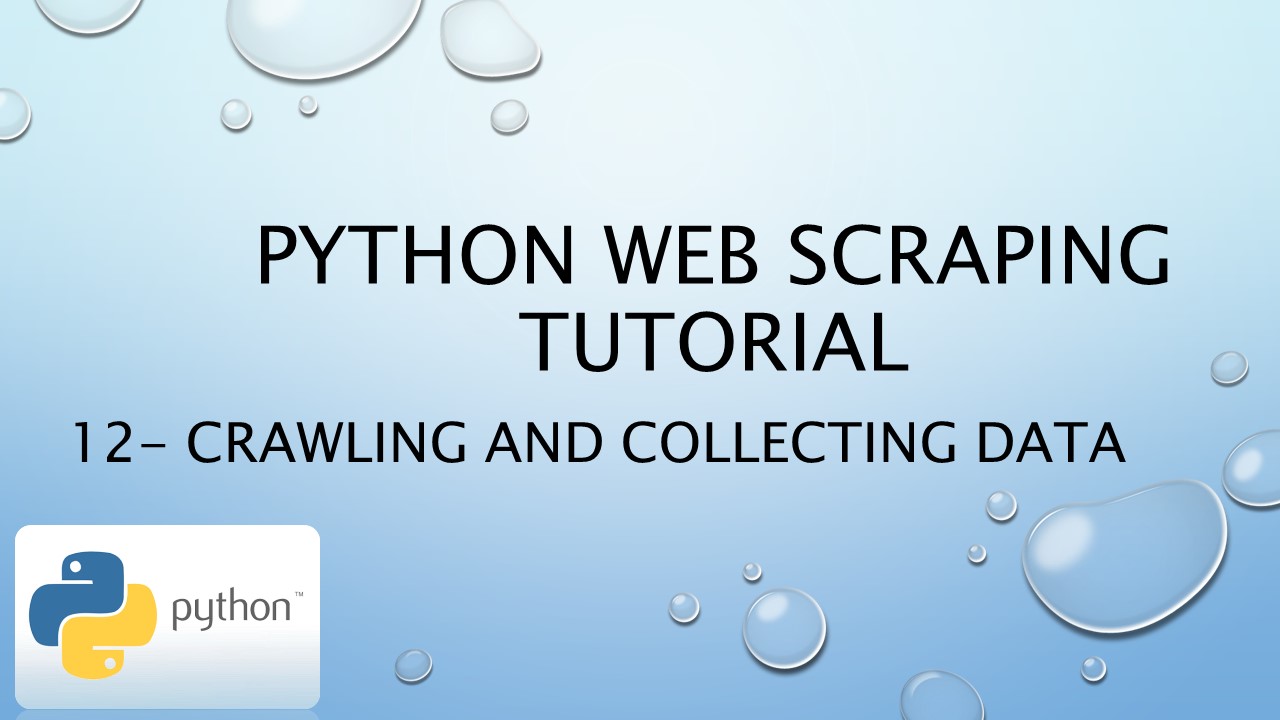 PYTHON WEB SCRAPING
TUTORIAL
12- CRAWLING AND COLLECTING DATA
python™